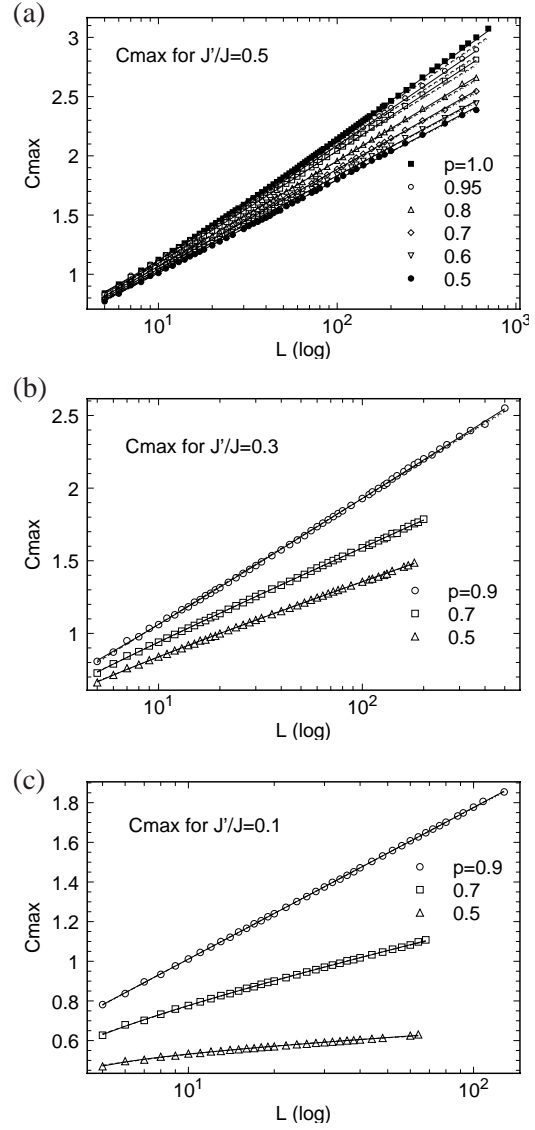 (a)
Cmax for J'/J=0.5
3
2.5
2
1.5
1
Cmax
p=1.0
0.95
0.8
0.7
0.6
0.5
10^1
10^2
10^3
L (log)
(b)
Cmax for J'/J=0.3
2.5
2
1.5
1
Cmax
p=0.9
0.7
0.5
10^1
10^2
L (log)
(c)
Cmax for J'/J=0.1
1.8
1.6
1.4
1.2
1
0.8
0.6
Cmax
p=0.9
0.7
0.5
10^1
10^2
L (log)